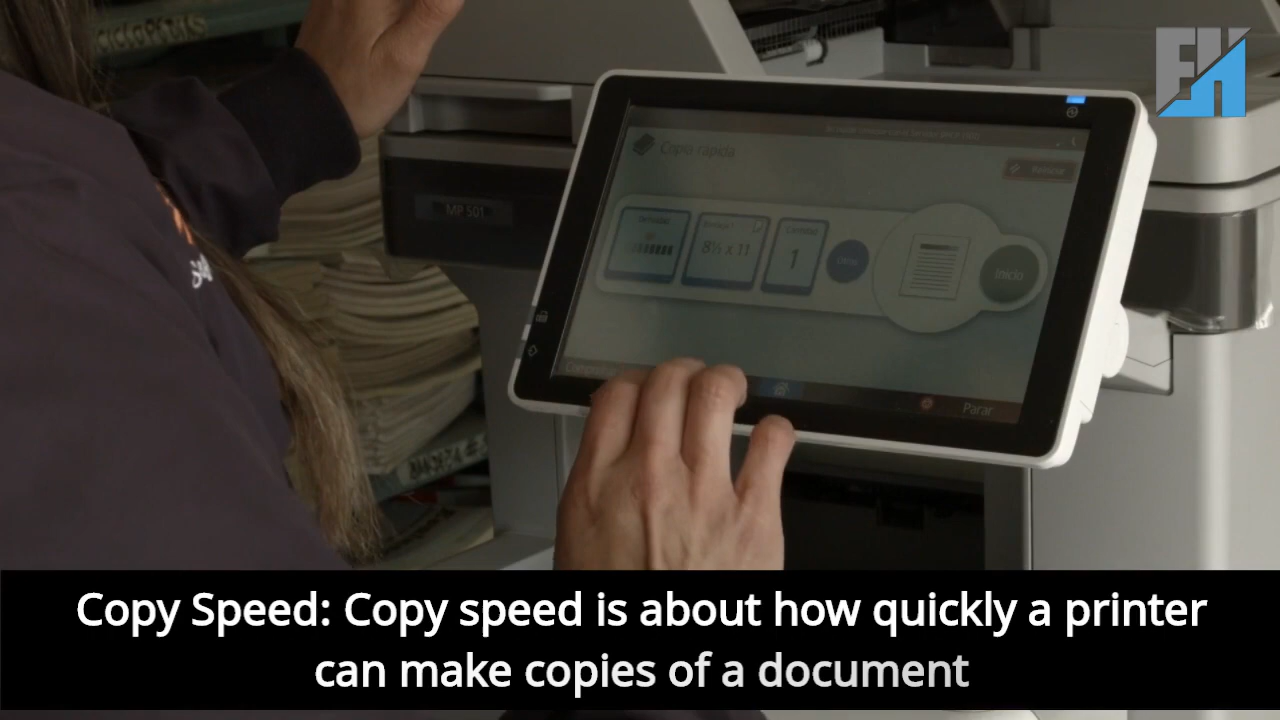 EH
MP 501
Copia rápida
8½ x 11
1
Inicio
Parar
Copy Speed: Copy speed is about how quickly a printer
can make copies of a document